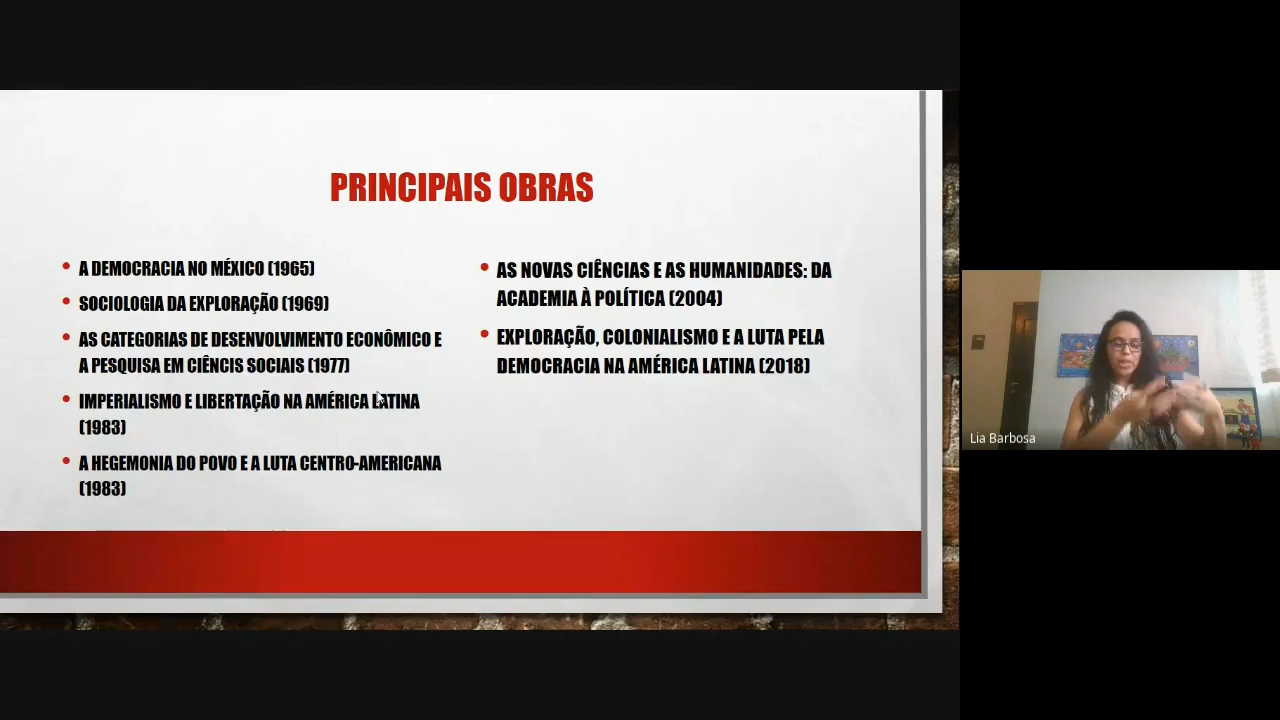 PRINCIPAIS OBRAS
• A DEMOCRACIA NO MÉXICO (1965)
• SOCIOLOGIA DA EXPLORAÇÃO (1969)
• AS CATEGORIAS DE DESENVOLVIMENTO ECONÔMICO E
A PESQUISA EM CIÊNCIS SOCIAIS (1977)
• IMPERIALISMO E LIBERTAÇÃO NA AMÉRICA LATINA
(1983)
• A HEGEMONIA DO POVO E A LUTA CENTRO-AMERICANA
(1983)
• AS NOVAS CIÊNCIAS E AS HUMANIDADES: DA
ACADEMIA À POLÍTICA (2004)
• EXPLORAÇÃO, COLONIALISMO E A LUTA PELA
DEMOCRACIA NA AMÉRICA LATINA (2018)
Lia Barbosa